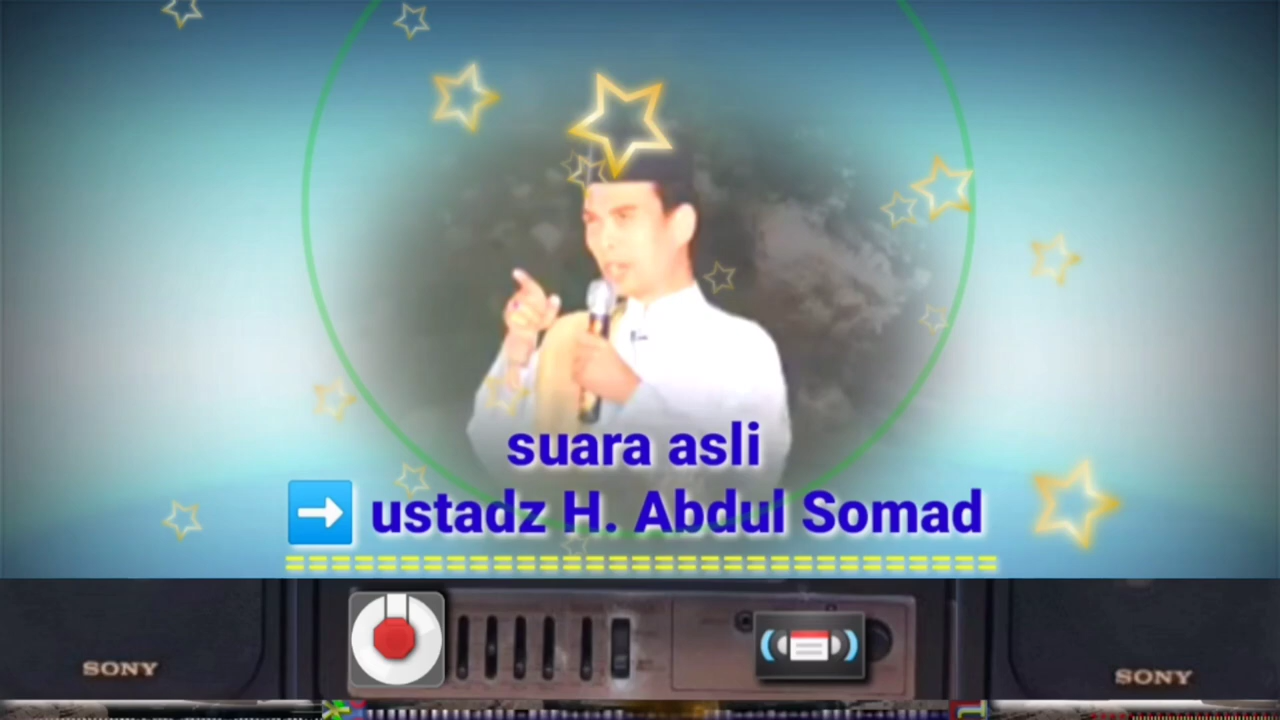 suara asli
➡ ustadz H. Abdul Somad
==============================
SONY
SONY